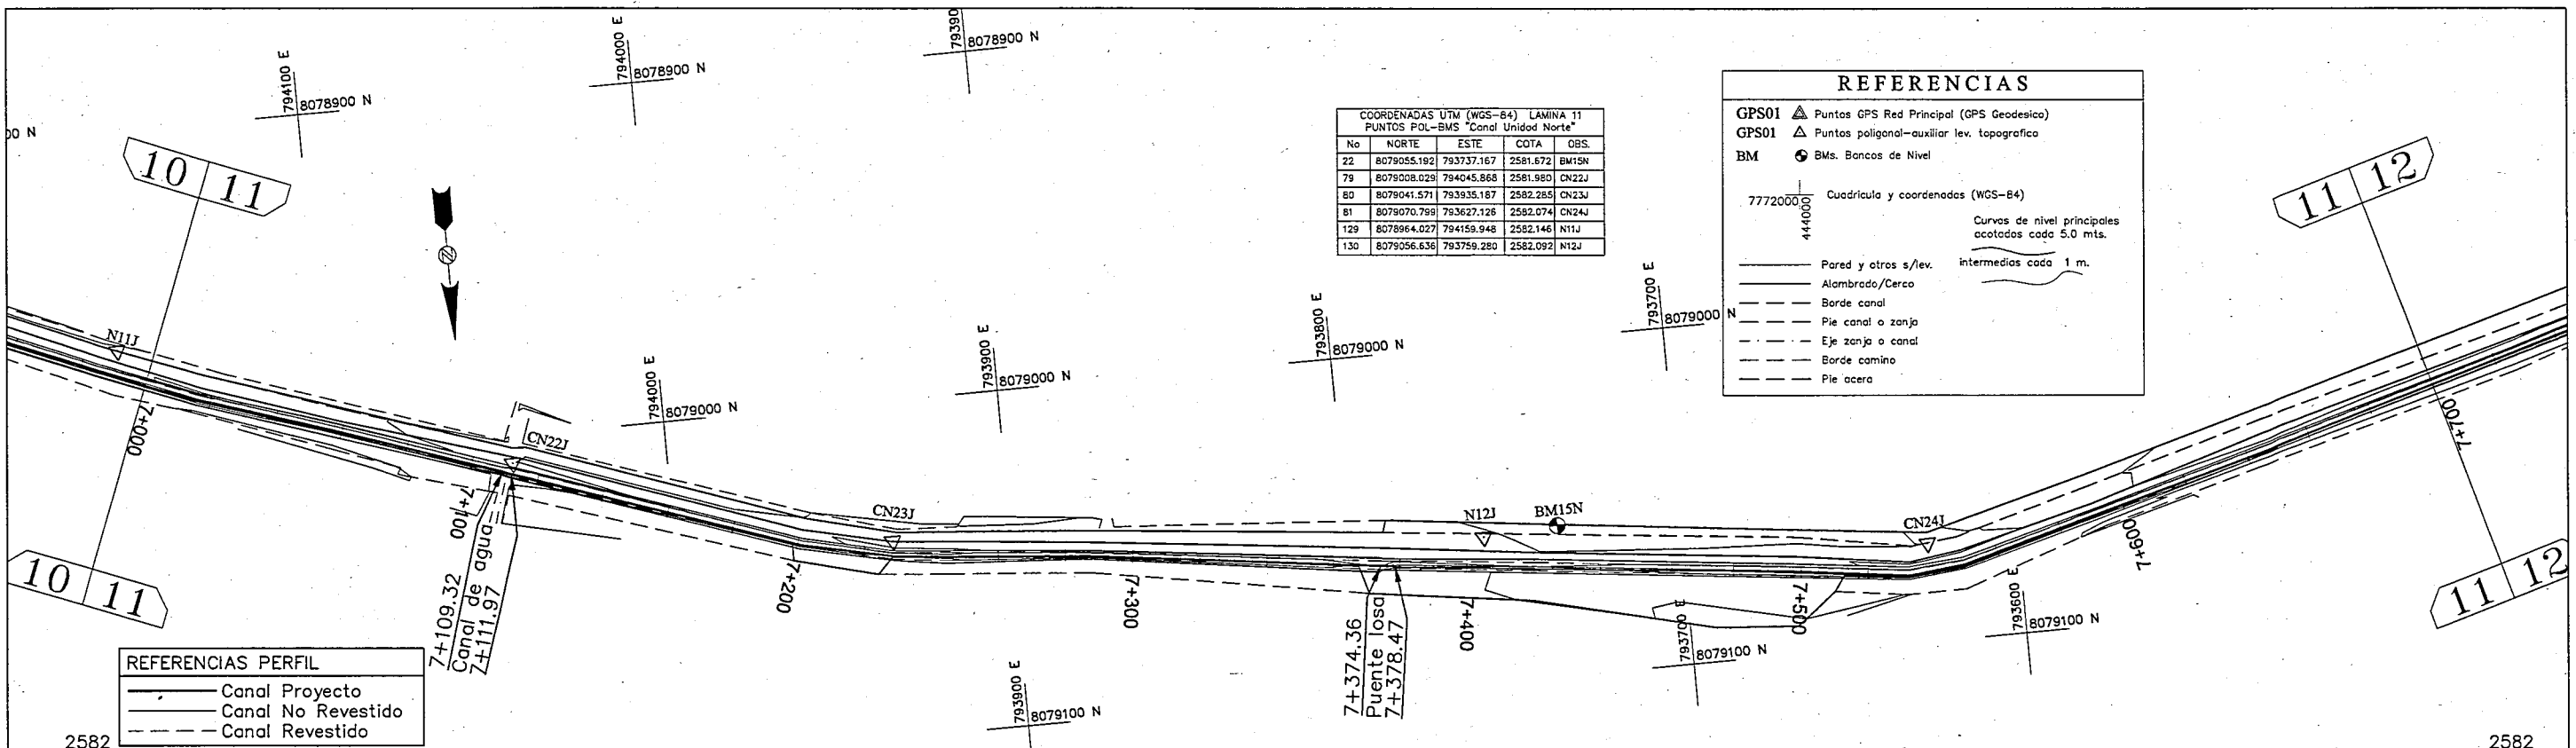 794100 E
8078900 N
794000 E
8078900 N
8078900 N
00 N
10 11
11 12
N
COORDENADAS UTM (WGS-84) LAMINA 11
PUNTOS POL-BMS "Canal Unidad Norte"
No NORTE ESTE COTA OBS.
22 8079055.192 793737.167 2581.672 BM15N
79 8079008.029 794045.868 2581.980 CN22J
80 8079041.571 793935.187 2582.285 CN23J
81 8079070.799 793627.126 2582.074 CN24J
129 8078964.027 794159.948 2582.146 N11J
130 8079056.636 793759.280 2582.092 N12J
REFERENCIAS
GPS01 Puntos GPS Red Principal (GPS Geodesico)
GPS01 Puntos poligonal-auxiliar lev. topografico
BM BMs. Bancos de Nivel
7772000
444000
Cuadricula y coordenadas (WGS-84)
Curvas de nivel principales
acotadas cada 5.0 mts.
intermedias cada 1 m.
Pared y otros s/lev.
Alambrado/Cerco
Borde canal
Pie canal o zanja
Eje zanja o canal
Borde camino
Pie acera
794000 E
8079000 N
793900 E
8079000 N
793800 E
8079000 N
793700 E
8079000 N
N11J
CN22J
CN23J
N12J
BM15N
CN24J
7+000
7+100
7+200
7+300
7+400
7+500
7+600
7+700
7+109.32
Canal de agua
7+111.97
7+374.36
Puente losa
7+378.47
793900 E
8079100 N
793700 E
8079100 N
793600 E
8079100 N
10 11
11 12
REFERENCIAS PERFIL
Canal Proyecto
Canal No Revestido
Canal Revestido
2582
2582